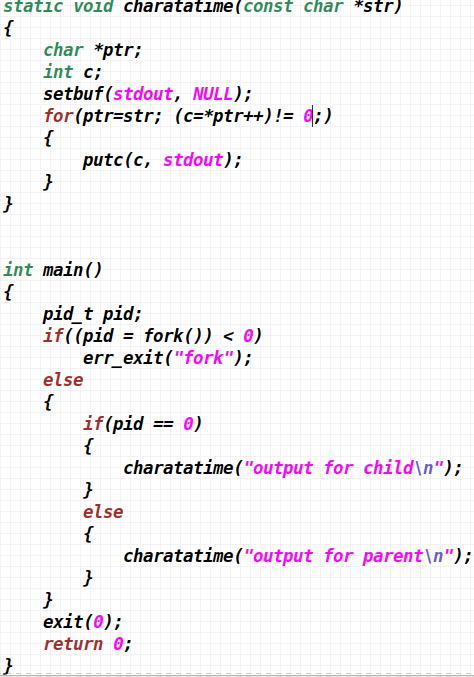 static void charatatime(const char *str)
{
    char *ptr;
    int c;
    setbuf(stdout, NULL);
    for(ptr=str; (c=*ptr++)!= 0;)
    {
        putc(c, stdout);
    }
}
int main()
{
    pid_t pid;
    if((pid = fork()) < 0)
        err_exit("fork");
    else
    {
        if(pid == 0)
        {
            charatatime("output for child\n");
        }
        else
        {
            charatatime("output for parent\n");
        }
    }
    exit(0);
    return 0;
}